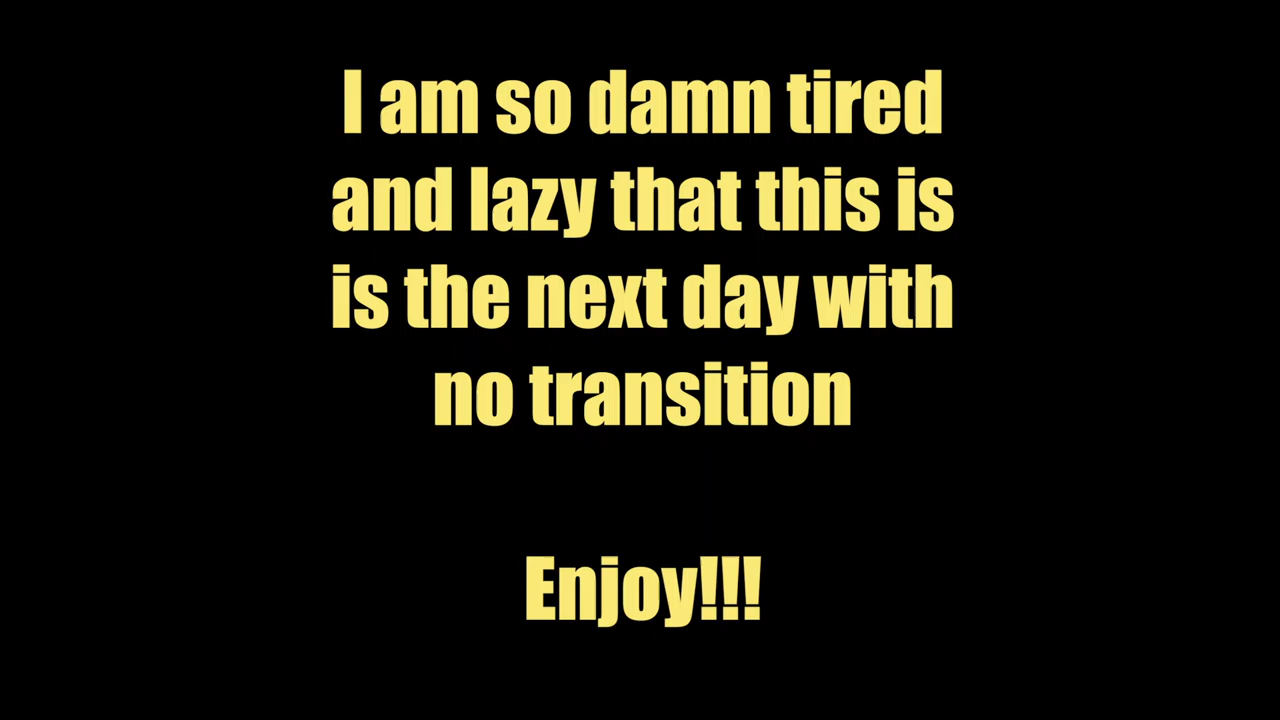 I am so damn tired
and lazy that this is
is the next day with
no transition
Enjoy!!!